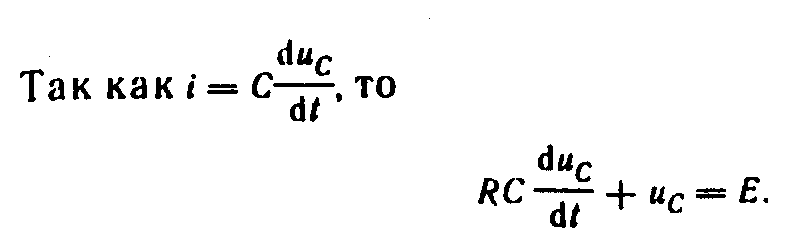 Так как i = C du_C/dt, то
RC du_C/dt + u_C = E.